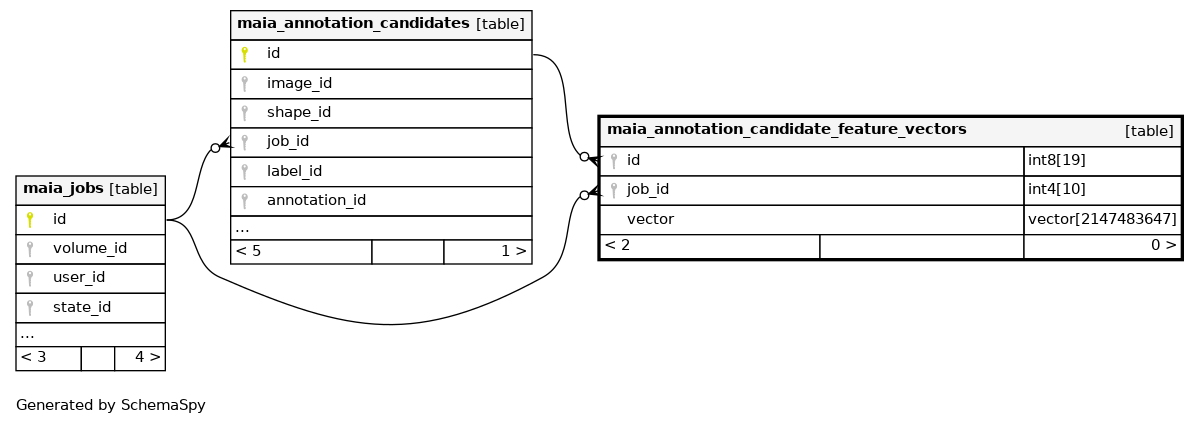 maia_annotation_candidates [table]
id
image_id
shape_id
job_id
label_id
annotation_id
...
< 5 1 >
maia_annotation_candidate_feature_vectors [table]
id int8[19]
job_id int4[10]
vector vector[2147483647]
< 2 0 >
maia_jobs [table]
id
volume_id
user_id
state_id
...
< 3 4 >
Generated by SchemaSpy